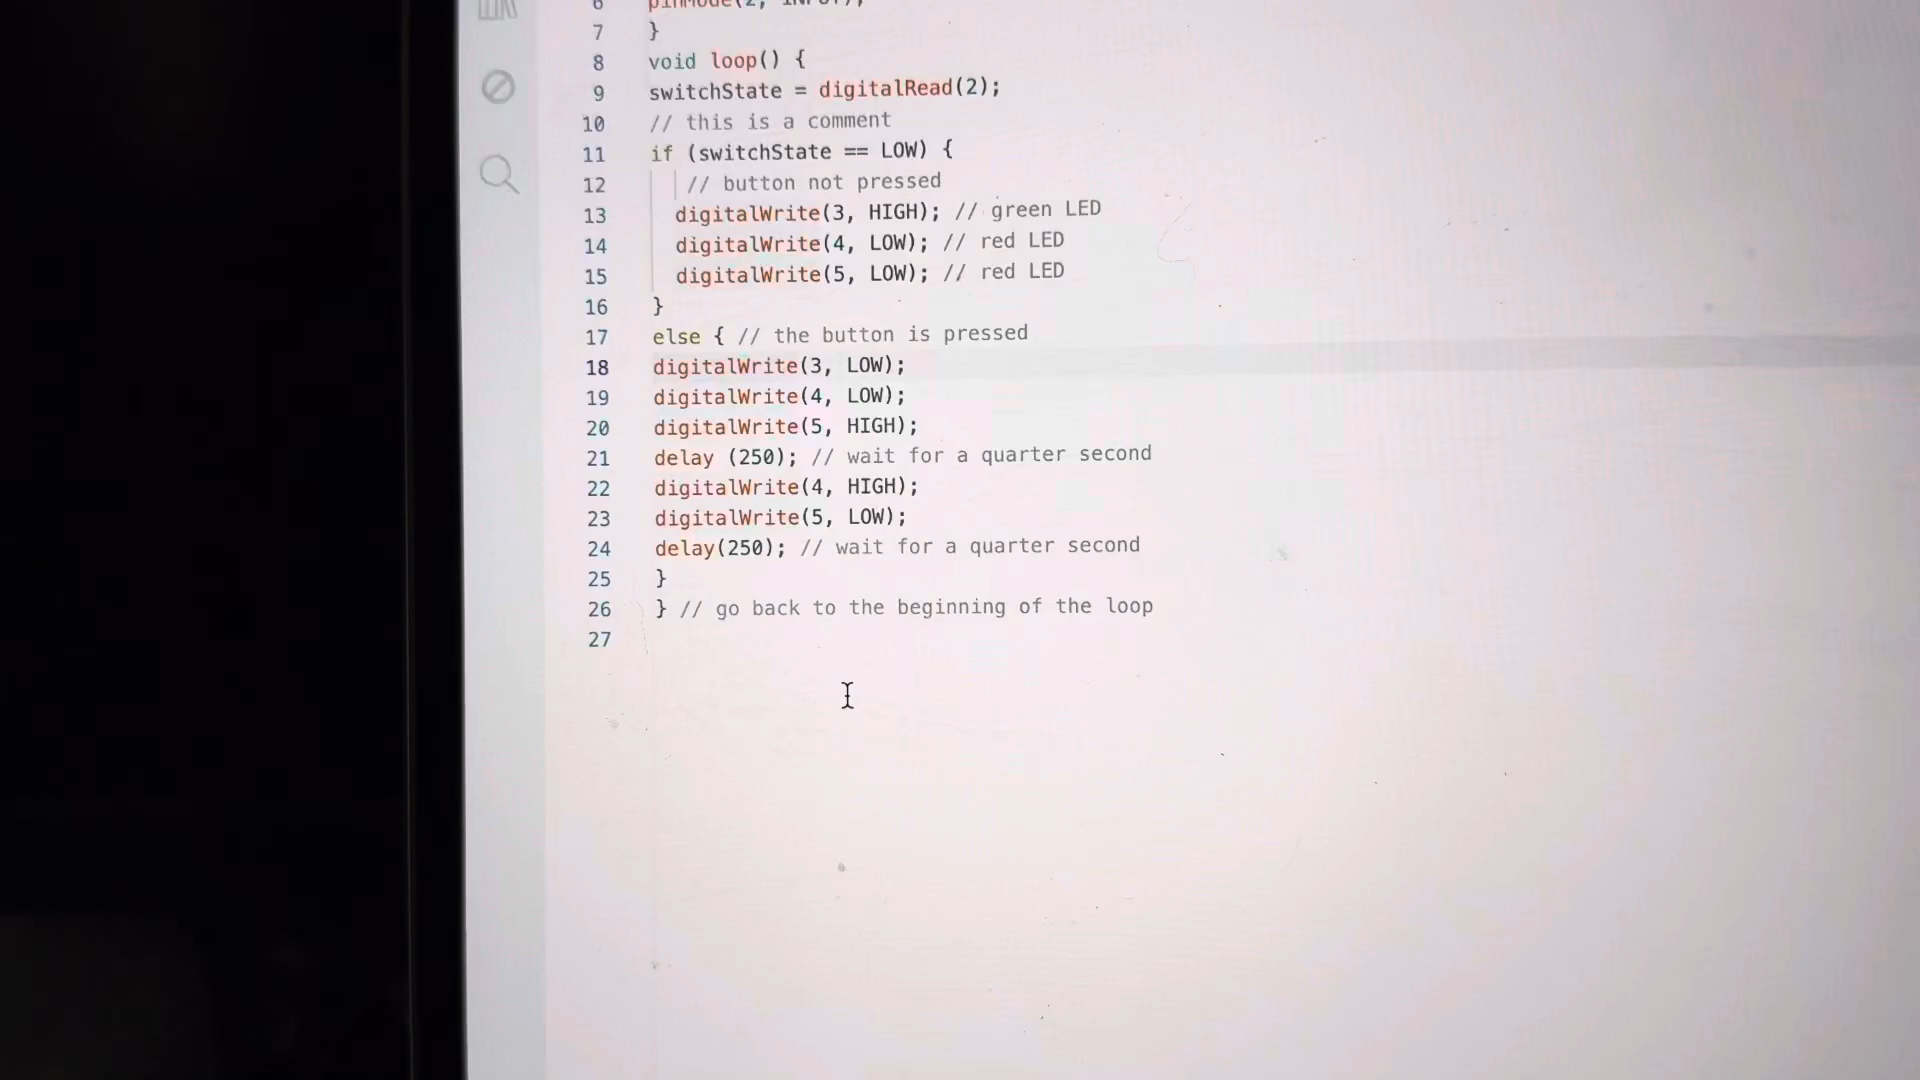 6 pinMode(2, INPUT);
7 }
8 void loop() {
9 switchState = digitalRead(2);
10 // this is a comment
11 if (switchState == LOW) {
12 // button not pressed
13 digitalWrite(3, HIGH); // green LED
14 digitalWrite(4, LOW); // red LED
15 digitalWrite(5, LOW); // red LED
16 }
17 else { // the button is pressed
18 digitalWrite(3, LOW);
19 digitalWrite(4, LOW);
20 digitalWrite(5, HIGH);
21 delay (250); // wait for a quarter second
22 digitalWrite(4, HIGH);
23 digitalWrite(5, LOW);
24 delay(250); // wait for a quarter second
25 }
26 } // go back to the beginning of the loop
27